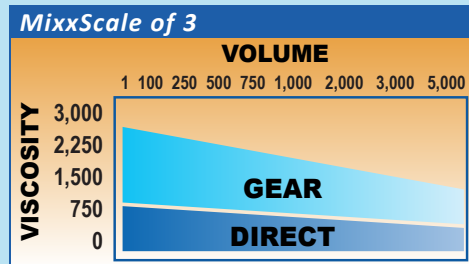 MixxScale of 3
VOLUME
1 100 250 500 750 1,000 2,000 3,000 5,000
VISCOSITY
3,000
2,250
1,500
750
0
GEAR
DIRECT